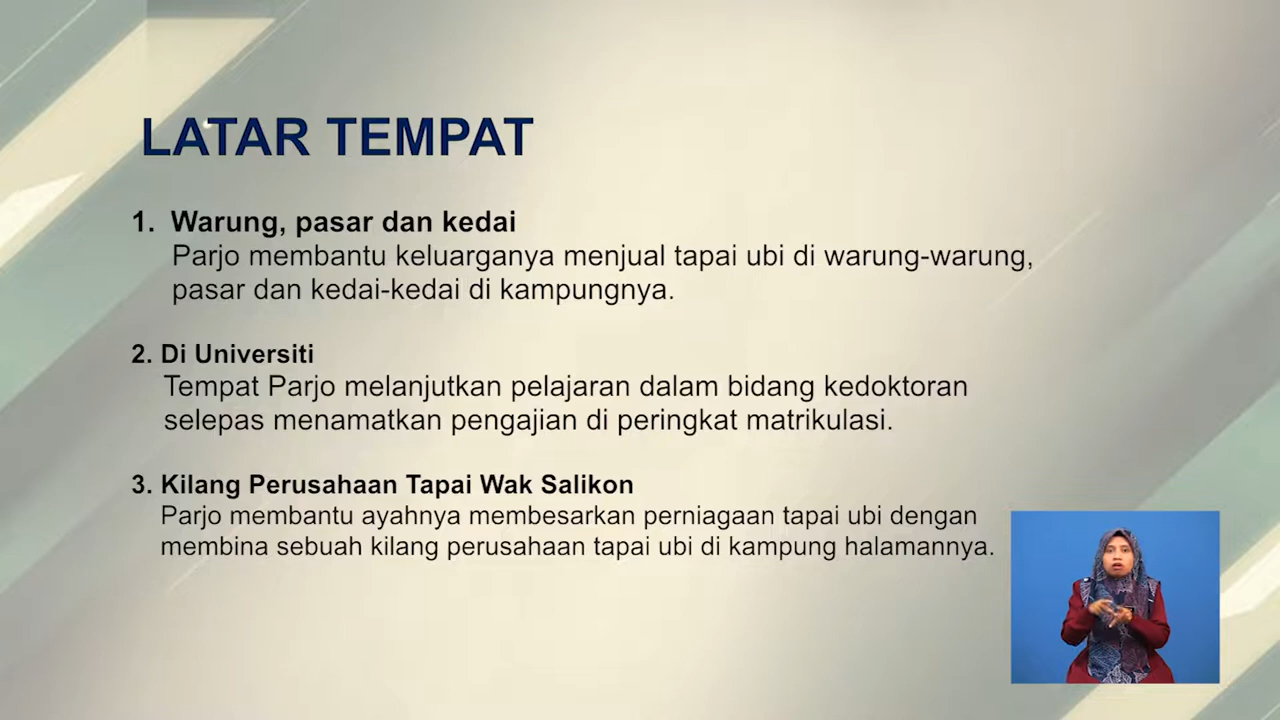 LATAR TEMPAT
1. Warung, pasar dan kedai
Parjo membantu keluarganya menjual tapai ubi di warung-warung,
pasar dan kedai-kedai di kampungnya.
2. Di Universiti
Tempat Parjo melanjutkan pelajaran dalam bidang kedoktoran
selepas menamatkan pengajian di peringkat matrikulasi.
3. Kilang Perusahaan Tapai Wak Salikon
Parjo membantu ayahnya membesarkan perniagaan tapai ubi dengan
membina sebuah kilang perusahaan tapai ubi di kampung halamannya.